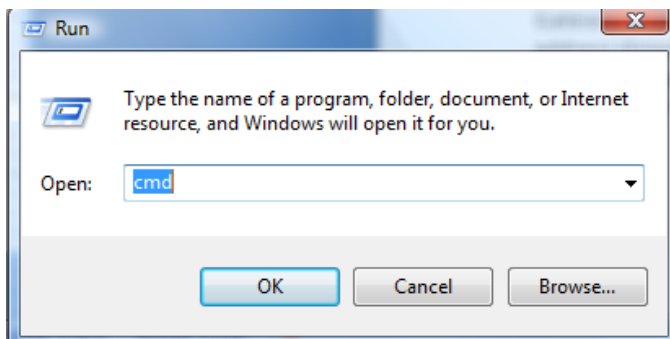 Run
Type the name of a program, folder, document, or Internet
resource, and Windows will open it for you.
Open: cmd
OK Cancel Browse...